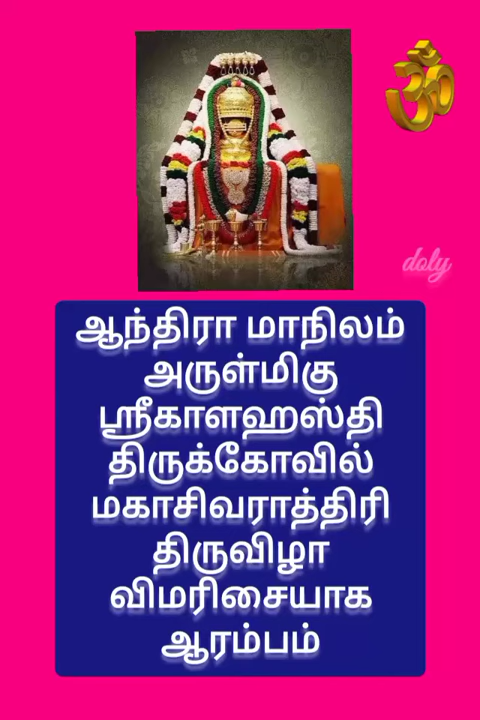 ॐ
doly
ஆந்திரா மாநிலம்
அருள்மிகு
ஸ்ரீகாளஹஸ்தி
திருக்கோவில்
மகாசிவராத்திரி
திருவிழா
விமரிசையாக
ஆரம்பம்